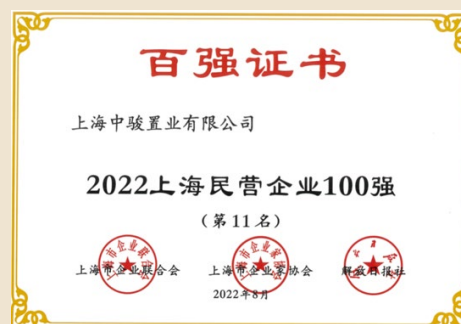 百强证书
上海中骏置业有限公司
2022上海民营企业100强
（第11名）
上海市企业联合会 上海市企业家协会 解放日报社
2022年8月